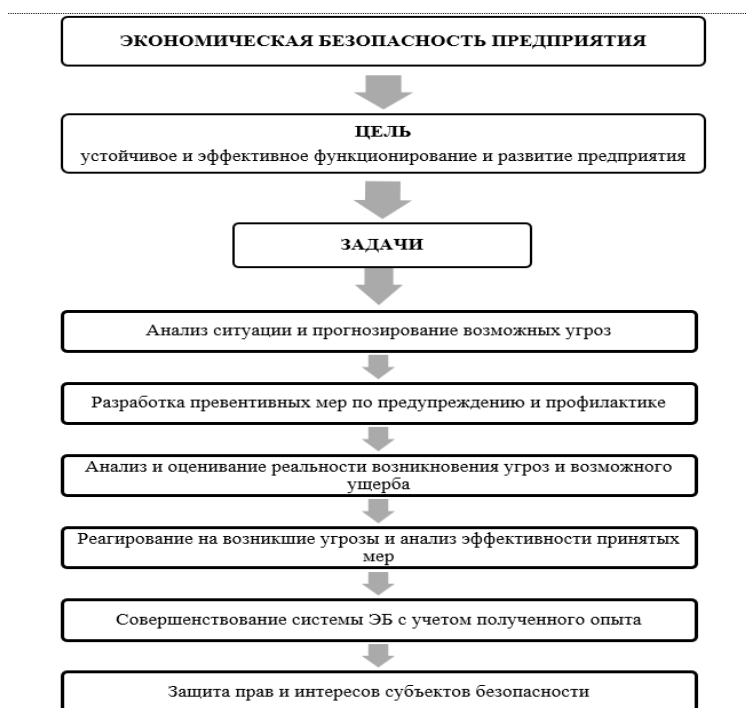 ЭКОНОМИЧЕСКАЯ БЕЗОПАСНОСТЬ ПРЕДПРИЯТИЯ
ЦЕЛЬ
устойчивое и эффективное функционирование и развитие предприятия
ЗАДАЧИ
Анализ ситуации и прогнозирование возможных угроз
Разработка превентивных мер по предупреждению и профилактике
Анализ и оценивание реальности возникновения угроз и возможного
ущерба
Реагирование на возникшие угрозы и анализ эффективности принятых
мер
Совершенствование системы ЭБ с учетом полученного опыта
Защита прав и интересов субъектов безопасности